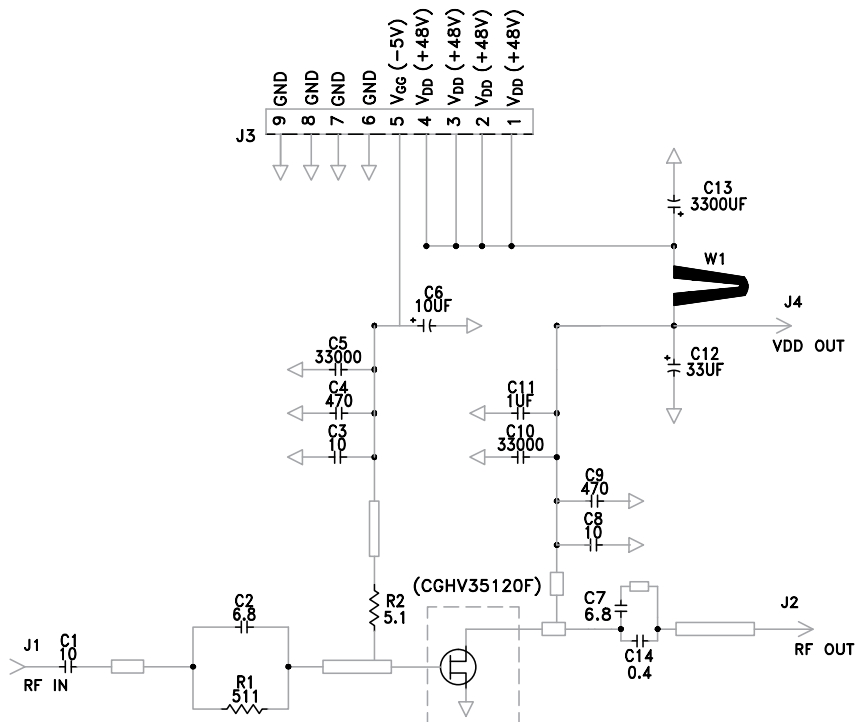 GND
GND
GND
GND
VGG (-5V)
VDD (+48V)
VDD (+48V)
VDD (+48V)
VDD (+48V)
9 8 7 6 5 4 3 2 1
J3
C13
3300UF
+
W1
C6
10UF
+
J4
VDD OUT
C5
33000
C12
33UF
+
C4
470
C11
1UF
C3
10
C10
33000
C9
470
C8
10
(CGHV35120F)
C2
6.8
R2
5.1
C7
6.8
J2
RF OUT
J1
RF IN
C1
10
C14
0.4
R1
511